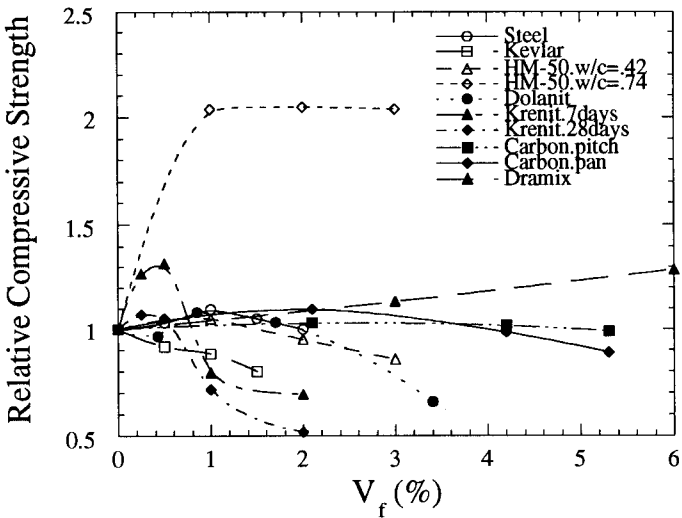 2.5
2
1.5
1
0.5
Relative Compressive Strength
Steel
Kevlar
HM-50.w/c=.42
HM-50.w/c=.74
Dolanit
Krenit.7days
Krenit.28days
Carbon.pitch
Carbon.pan
Dramix
0 1 2 3 4 5 6
V_f (%)